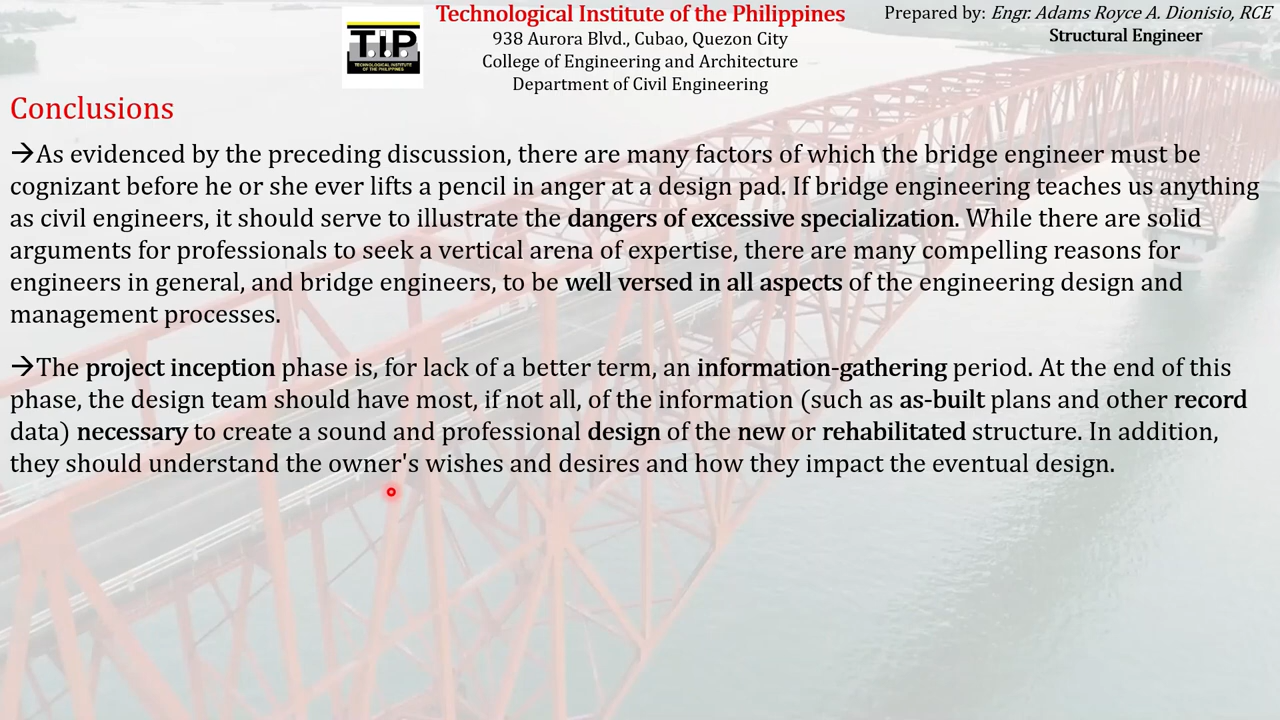 Technological Institute of the Philippines
938 Aurora Blvd., Cubao, Quezon City
College of Engineering and Architecture
Department of Civil Engineering
Prepared by: Engr. Adams Royce A. Dionisio, RCE
Structural Engineer
TiP
TECHNOLOGICAL INSTITUTE
OF THE PHILIPPINES
Conclusions
→As evidenced by the preceding discussion, there are many factors of which the bridge engineer must be
cognizant before he or she ever lifts a pencil in anger at a design pad. If bridge engineering teaches us anything
as civil engineers, it should serve to illustrate the dangers of excessive specialization. While there are solid
arguments for professionals to seek a vertical arena of expertise, there are many compelling reasons for
engineers in general, and bridge engineers, to be well versed in all aspects of the engineering design and
management processes.
→The project inception phase is, for lack of a better term, an information-gathering period. At the end of this
phase, the design team should have most, if not all, of the information (such as as-built plans and other record
data) necessary to create a sound and professional design of the new or rehabilitated structure. In addition,
they should understand the owner's wishes and desires and how they impact the eventual design.